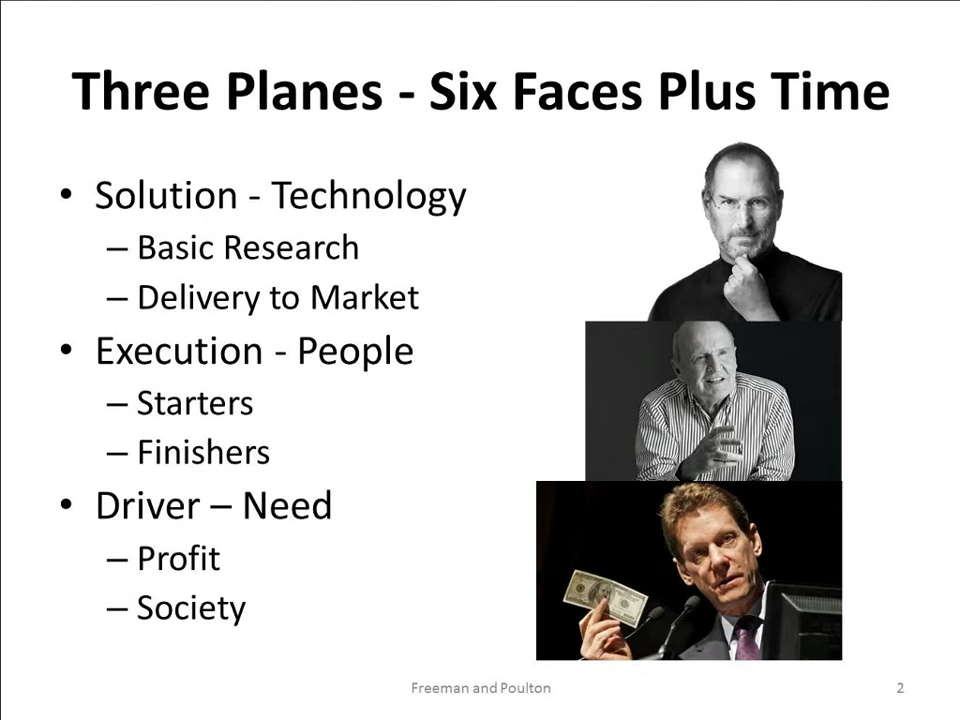 Three Planes - Six Faces Plus Time
• Solution - Technology
– Basic Research
– Delivery to Market
• Execution - People
– Starters
– Finishers
• Driver – Need
– Profit
– Society
Freeman and Poulton
2